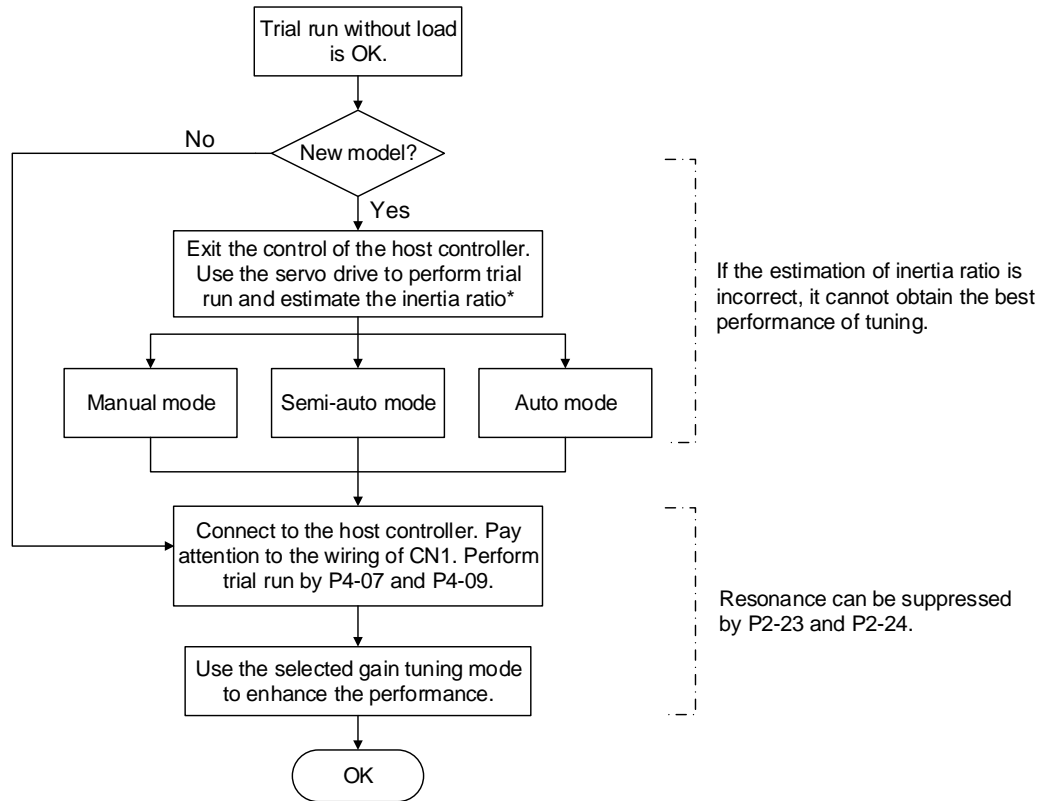 Trial run without load
is OK.
No
New model?
Yes
Exit the control of the host controller.
Use the servo drive to perform trial
run and estimate the inertia ratio*
If the estimation of inertia ratio is
incorrect, it cannot obtain the best
performance of tuning.
Manual mode
Semi-auto mode
Auto mode
Connect to the host controller. Pay
attention to the wiring of CN1. Perform
trial run by P4-07 and P4-09.
Resonance can be suppressed
by P2-23 and P2-24.
Use the selected gain tuning mode
to enhance the performance.
OK